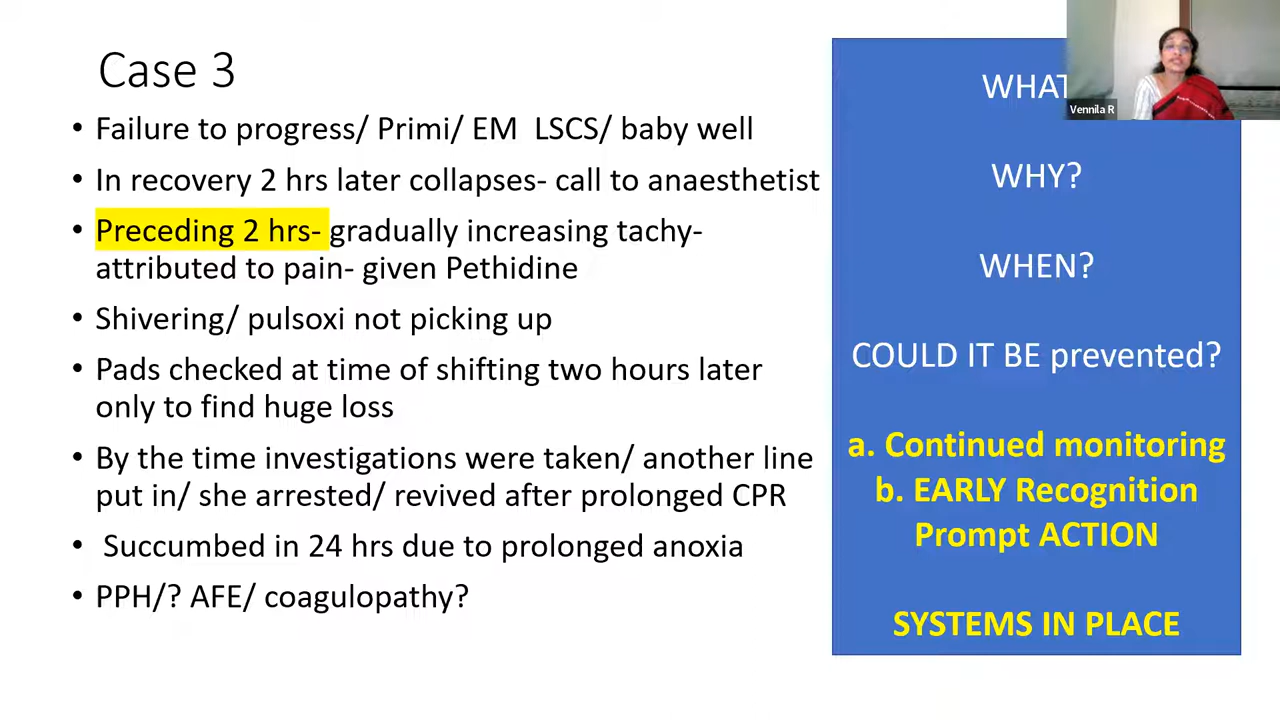 Case 3
• Failure to progress/ Primi/ EM LSCS/ baby well
• In recovery 2 hrs later collapses- call to anaesthetist
• Preceding 2 hrs- gradually increasing tachy-
attributed to pain- given Pethidine
• Shivering/ pulsoxi not picking up
• Pads checked at time of shifting two hours later
only to find huge loss
• By the time investigations were taken/ another line
put in/ she arrested/ revived after prolonged CPR
• Succumbed in 24 hrs due to prolonged anoxia
• PPH/? AFE/ coagulopathy?
WHAT
WHY?
WHEN?
COULD IT BE prevented?
a. Continued monitoring
b. EARLY Recognition
Prompt ACTION
SYSTEMS IN PLACE
Vennila R